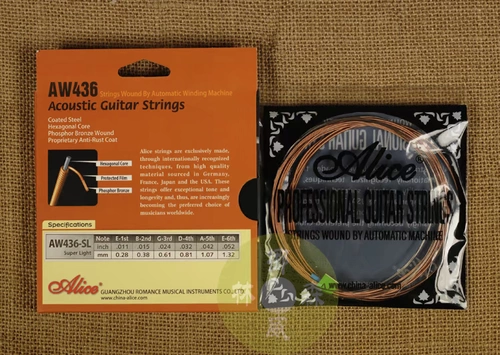 AW436 Strings Wound By Automatic Winding Machine
Acoustic Guitar Strings
Coated Steel
Hexagonal Core
Phosphor Bronze Wound
Proprietary Anti-Rust Coat
Hexagonal Core
Protected Film
Phosphor Bronze
Alice strings are exclusively made,
through internationally recognized
techniques, from high quality
material sourced in Germany,
France, Japan and the USA. These
strings offer exceptional tone and
longevity and, thus, are increasingly
becoming the preferred choice of
musicians worldwide.
Specifications
AW436-SL Note E-1st B-2nd G-3rd D-4th A-5th E-6th
inch .011 .015 .024 .032 .042 .052
Super Light mm 0.28 0.38 0.61 0.81 1.07 1.32
Alice
GUANGZHOU ROMANCE MUSICAL INSTRUMENTS CO.,LTD.
www.china-alice.com
Alice
PROFESSIONAL GUITAR STRINGS
STRINGS WOUND BY AUTOMATIC MACHINE
www.china-alice.com